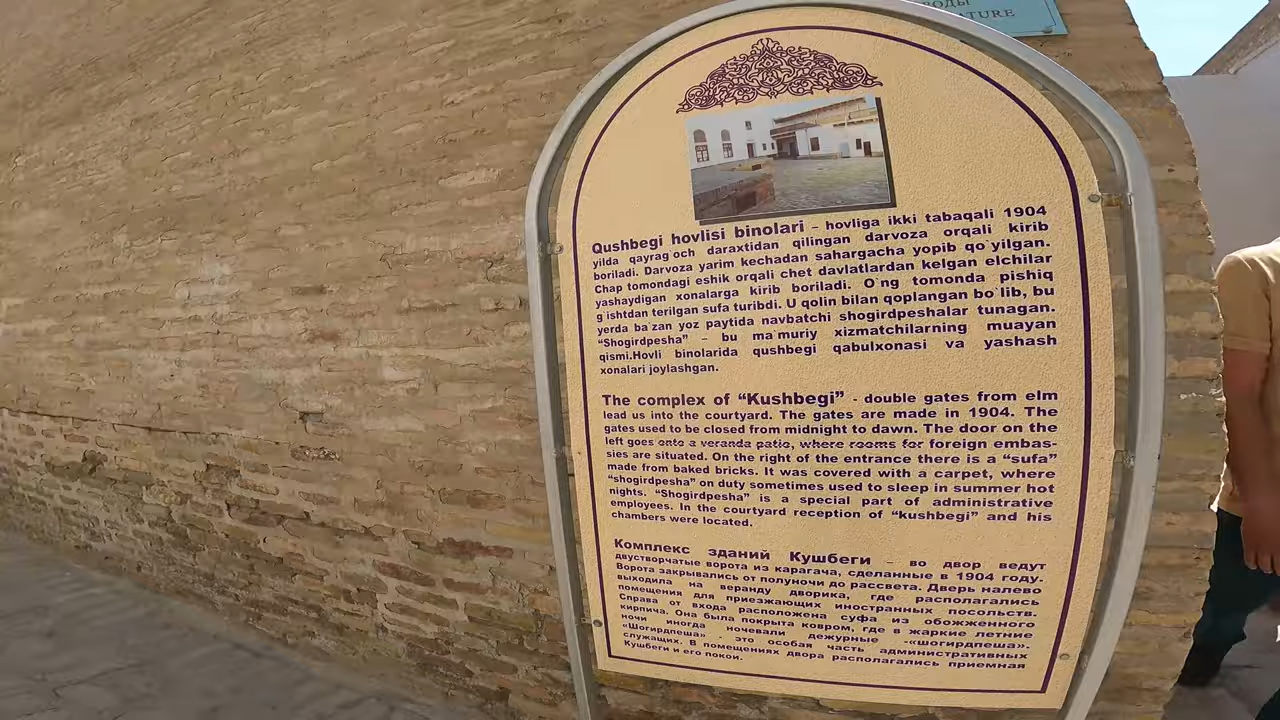 ВОДЫ
ATURE
Qushbegi hovlisi binolari – hovliga ikki tabaqali 1904
yilda qayrag`och daraxtidan qilingan darvoza orqali kirib
boriladi. Darvoza yarim kechadan sahargacha yopib qo`yilgan.
Chap tomondagi eshik orqali chet davlatlardan kelgan elchilar
yashaydigan xonalarga kirib boriladi. O`ng tomonda pishiq
g`ishtdan terilgan sufa turibdi. U qolin bilan qoplangan bo`lib, bu
yerda ba`zan yoz paytida navbatchi shogirdpeshalar tunagan.
“Shogirdpesha” – bu ma`muriy xizmatchilarning muayan
qismi.Hovli binolarida qushbegi qabulxonasi va yashash
xonalari joylashgan.
The complex of “Kushbegi” - double gates from elm
lead us into the courtyard. The gates are made in 1904. The
gates used to be closed from midnight to dawn. The door on the
left goes onto a veranda patio, where rooms for foreign embas-
sies are situated. On the right of the entrance there is a “sufa”
made from baked bricks. It was covered with a carpet, where
“shogirdpesha” on duty sometimes used to sleep in summer hot
nights. “Shogirdpesha” is a special part of administrative
employees. In the courtyard reception of “kushbegi” and his
chambers were located.
Комплекс зданий Кушбеги – во двор ведут
двустворчатые ворота из карагача, сделанные в 1904 году.
Ворота закрывались от полуночи до рассвета. Дверь налево
выходила на веранду дворика, где располагались
помещения для приезжающих иностранных посольств.
Справа от входа расположена суфа из обожженного
кирпича. Она была покрыта ковром, где в жаркие летние
ночи иногда ночевали дежурные «шогирдпеша».
«Шогирдпеша» - это особая часть административных
служащих. В помещениях двора располагались приемная
Кушбеги и его покои.